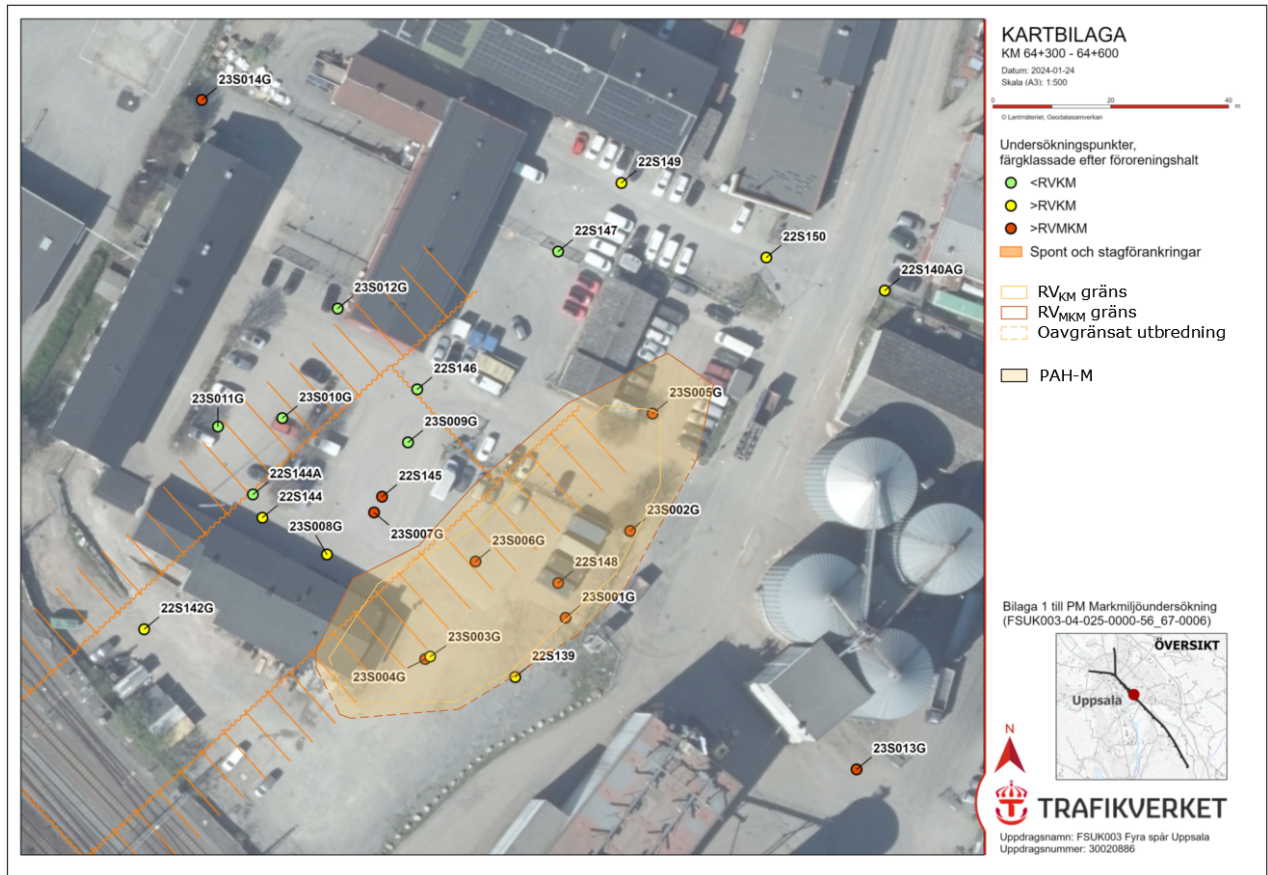 KARTBILAGA
KM 64+300 - 64+600
Datum: 2024-01-24
Skala (A3): 1:500
0 20 40 m
© Lantmäteriet, Geodatasamverkan
Undersökningspunkter,
färgklassade efter föroreningshalt
<RVKM
>RVKM
>RVMKM
Spont och stagförankringar
RVKM gräns
RVMKM gräns
Oavgränsat utbredning
PAH-M
Bilaga 1 till PM Markmiljöundersökning
(FSUK003-04-025-0000-56_67-0006)
ÖVERSIKT
Uppsala
N
TRAFIKVERKET
Uppdragsnamn: FSUK003 Fyra spår Uppsala
Uppdragsnummer: 30020886
23S014G
22S149
22S147
22S150
22S140AG
23S012G
22S146
23S005G
23S011G
23S010G
23S009G
22S144A
22S145
22S144
23S007G
23S002G
23S008G
23S006G
22S148
23S001G
22S142G
23S003G
22S139
23S004G
23S013G